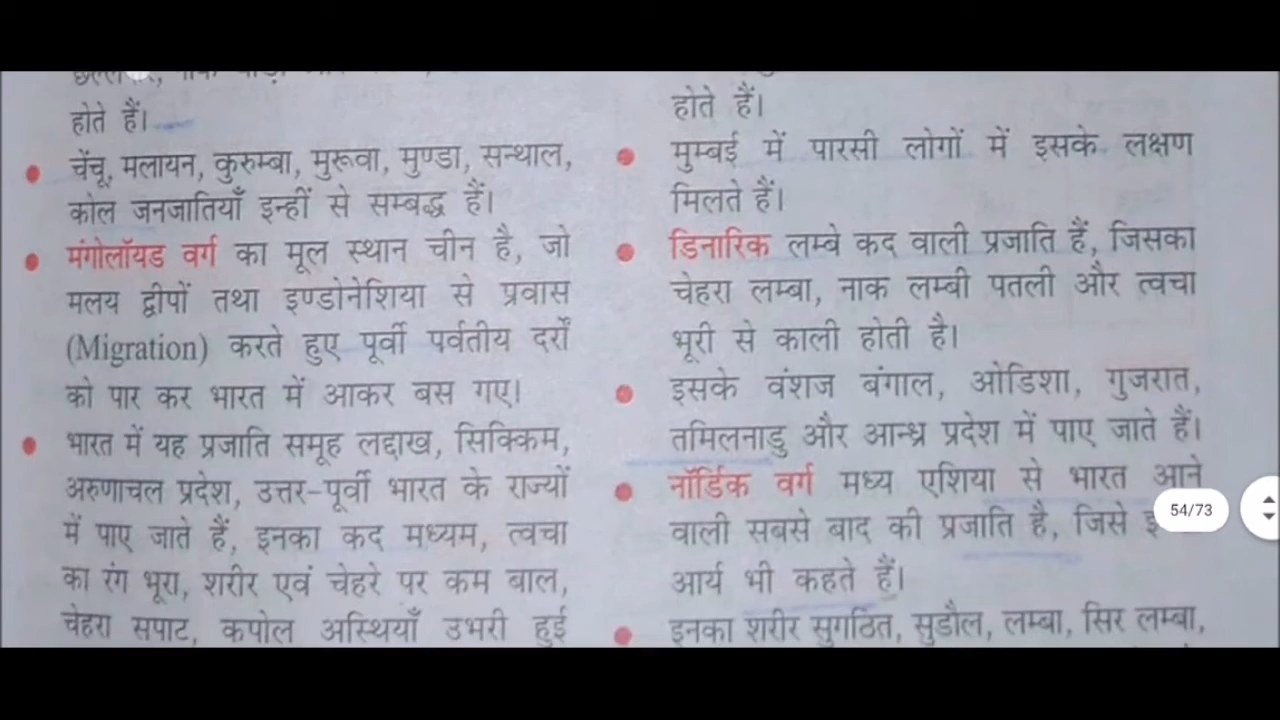 होते हैं।
चेंचू, मलायन, कुरुम्बा, मुरूवा, मुण्डा, सन्थाल,
कोल जनजातियाँ इन्हीं से सम्बद्ध हैं।
मंगोलॉयड वर्ग का मूल स्थान चीन है, जो
मलय द्वीपों तथा इण्डोनेशिया से प्रवास
(Migration) करते हुए पूर्वी पर्वतीय दर्रों
को पार कर भारत में आकर बस गए।
भारत में यह प्रजाति समूह लद्दाख, सिक्किम,
अरुणाचल प्रदेश, उत्तर-पूर्वी भारत के राज्यों
में पाए जाते हैं, इनका कद मध्यम, त्वचा
का रंग भूरा, शरीर एवं चेहरे पर कम बाल,
चेहरा सपाट, कपोल अस्थियाँ उभरी हुई
होते हैं।
मुम्बई में पारसी लोगों में इसके लक्षण
मिलते हैं।
डिनारिक लम्बे कद वाली प्रजाति हैं, जिसका
चेहरा लम्बा, नाक लम्बी पतली और त्वचा
भूरी से काली होती है।
इसके वंशज बंगाल, ओडिशा, गुजरात,
तमिलनाडु और आन्ध्र प्रदेश में पाए जाते हैं।
नॉर्डिक वर्ग मध्य एशिया से भारत आने
वाली सबसे बाद की प्रजाति है, जिसे
आर्य भी कहते हैं।
इनका शरीर सुगठित, सुडौल, लम्बा, सिर लम्बा,
54/73